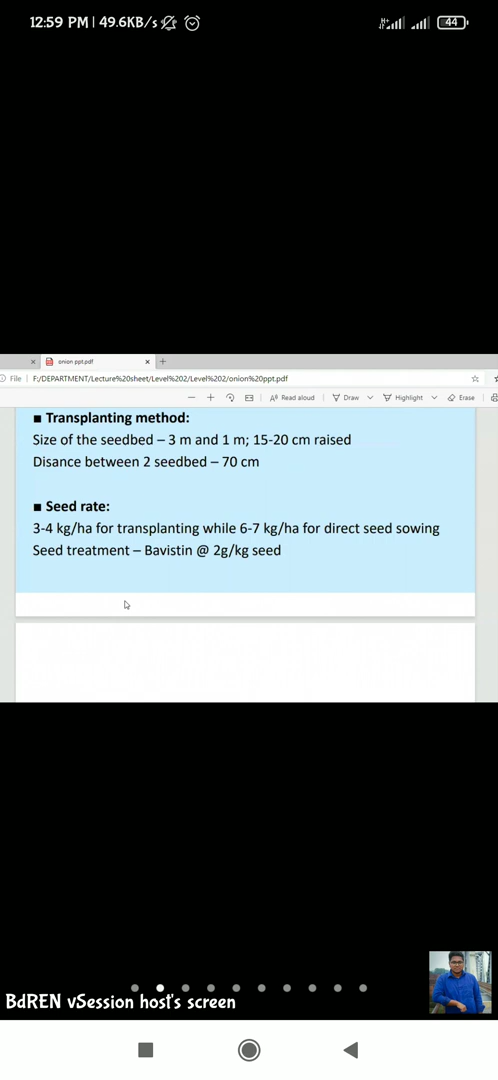 12:59 PM | 49.6KB/s
44
onion ppt.pdf
File | F:/DEPARTMENT/Lecture%20sheet/Level%202/Level%202/onion%20ppt.pdf
Read aloud | Draw Highlight Erase
■ Transplanting method:
Size of the seedbed – 3 m and 1 m; 15-20 cm raised
Disance between 2 seedbed – 70 cm
■ Seed rate:
3-4 kg/ha for transplanting while 6-7 kg/ha for direct seed sowing
Seed treatment – Bavistin @ 2g/kg seed
BdREN vSession host's screen